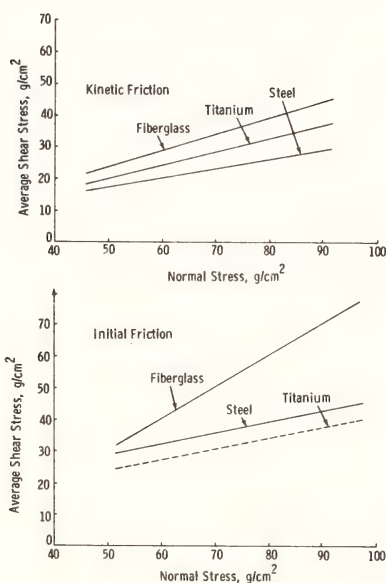 70
Average Shear Stress, g/cm2
60
50
40
30
20
10
0
Kinetic Friction
Fiberglass
Titanium
Steel
40 50 60 70 80 90 100
Normal Stress, g/cm2
Average Shear Stress, g/cm2
70
60
50
40
30
20
10
0
Initial Friction
Fiberglass
Steel
Titanium
40 50 60 70 80 90 100
Normal Stress, g/cm2